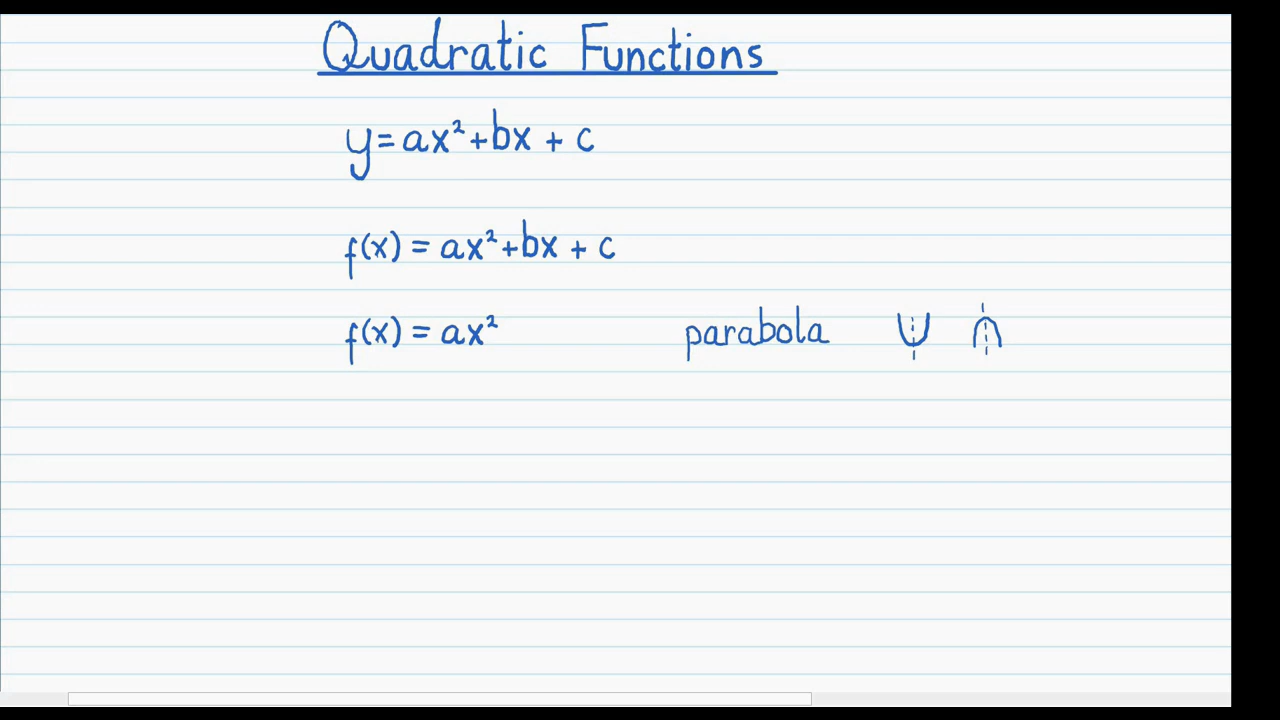 Quadratic Functions
y = ax² + bx + c
f(x) = ax² + bx + c
f(x) = ax² parabola